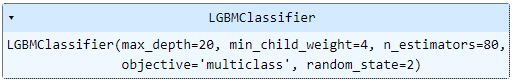 LGBMClassifier
LGBMClassifier(max_depth=20, min_child_weight=4, n_estimators=80,
objective='multiclass', random_state=2)